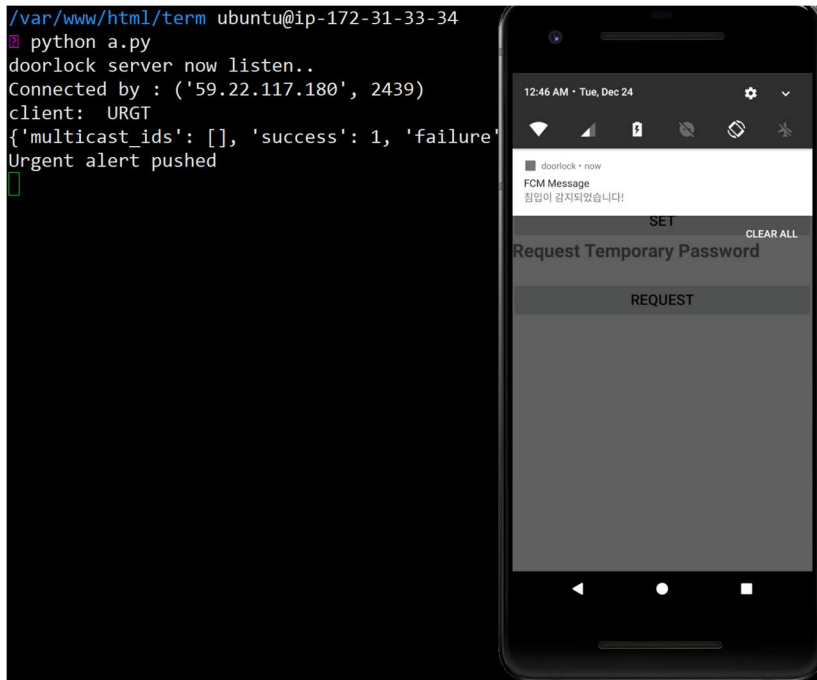 /var/www/html/term ubuntu@ip-172-31-33-34
python a.py
doorlock server now listen..
Connected by : ('59.22.117.180', 2439)
client:  URGT
{'multicast_ids': [], 'success': 1, 'failure'
Urgent alert pushed
12:46 AM • Tue, Dec 24
doorlock • now
FCM Message
침입이 감지되었습니다!
SET
CLEAR ALL
Request Temporary Password
REQUEST